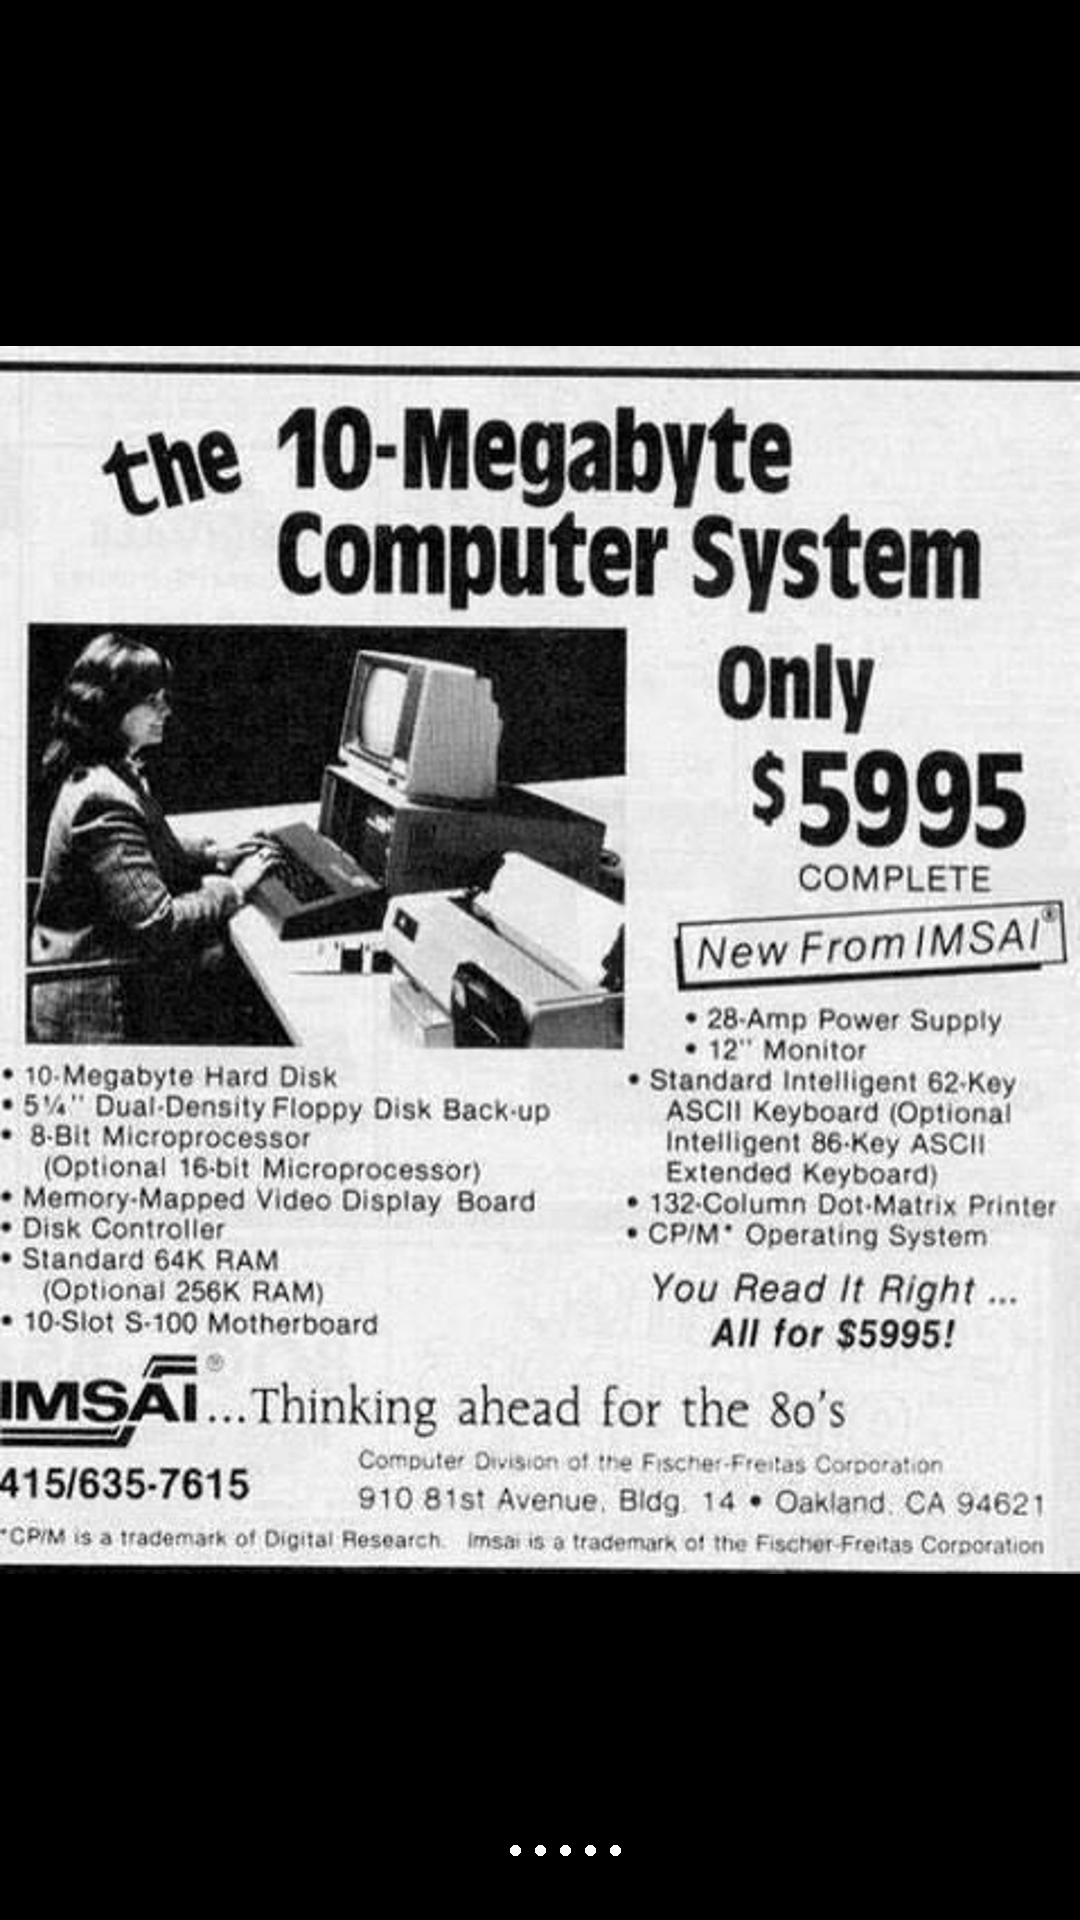 the 10-Megabyte
Computer System
Only
$5995
COMPLETE
New From IMSAI®
• 10-Megabyte Hard Disk
• 5¼" Dual-Density Floppy Disk Back-up
• 8-Bit Microprocessor
(Optional 16-bit Microprocessor)
• Memory-Mapped Video Display Board
• Disk Controller
• Standard 64K RAM
(Optional 256K RAM)
• 10-Slot S-100 Motherboard
• 28-Amp Power Supply
• 12" Monitor
• Standard Intelligent 62-Key
ASCII Keyboard (Optional
Intelligent 86-Key ASCII
Extended Keyboard)
• 132-Column Dot-Matrix Printer
• CP/M* Operating System
You Read It Right ...
All for $5995!
IMSAI® ...Thinking ahead for the 80's
415/635-7615
Computer Division of the Fischer-Freitas Corporation
910 81st Avenue, Bldg. 14 • Oakland, CA 94621
*CP/M is a trademark of Digital Research. Imsai is a trademark of the Fischer-Freitas Corporation